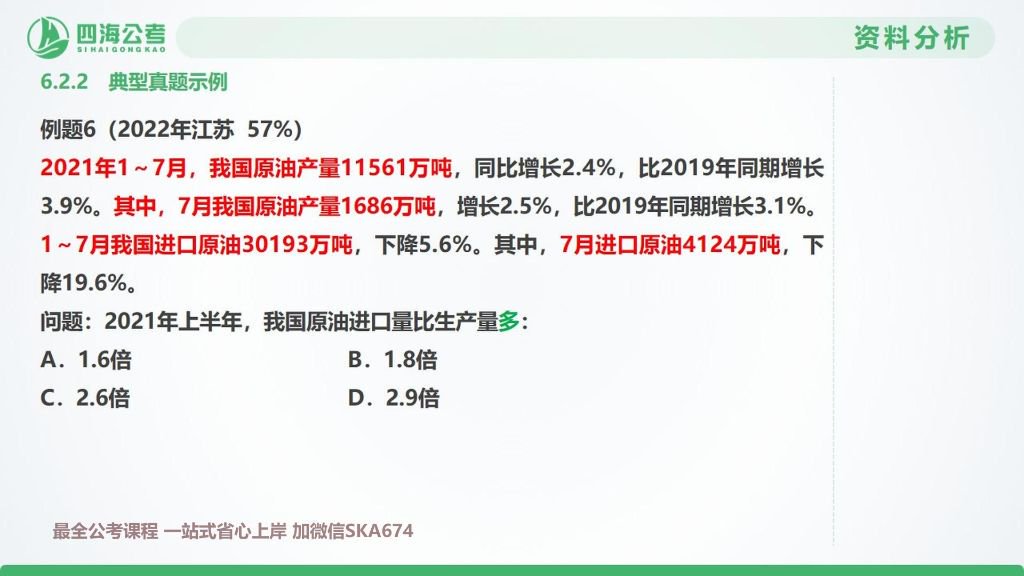 四海公考
SIHAIGONGKAO
资料分析
6.2.2 典型真题示例
例题6（2022年江苏 57%）
2021年1～7月，我国原油产量11561万吨，同比增长2.4%，比2019年同期增长
3.9%。其中，7月我国原油产量1686万吨，增长2.5%，比2019年同期增长3.1%。
1～7月我国进口原油30193万吨，下降5.6%。其中，7月进口原油4124万吨，下
降19.6%。
问题：2021年上半年，我国原油进口量比生产量多：
A．1.6倍 B．1.8倍
C．2.6倍 D．2.9倍
最全公考课程 一站式省心上岸 加微信SKA674